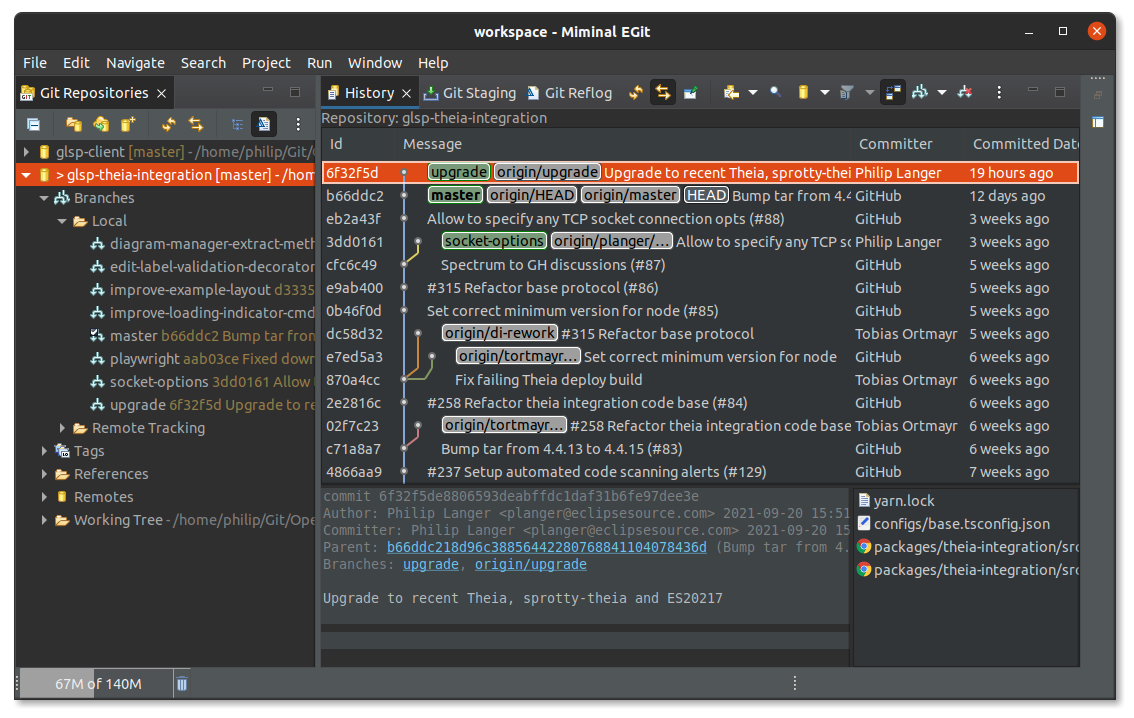 workspace - Miminal EGit
File Edit Navigate Search Project Run Window Help
Git Repositories
History Git Staging Git Reflog
Repository: glsp-theia-integration
Id Message Committer Committed Date
glsp-client [master] - /home/philip/Git/
> glsp-theia-integration [master] - /hom
Branches
Local
diagram-manager-extract-meth
edit-label-validation-decorator
improve-example-layout d3335
improve-loading-indicator-cmd
master b66ddc2 Bump tar from
playwright aab03ce Fixed down
socket-options 3dd0161 Allow
upgrade 6f32f5d Upgrade to re
Remote Tracking
Tags
References
Remotes
Working Tree - /home/philip/Git/Ope
6f32f5d upgrade origin/upgrade Upgrade to recent Theia, sprotty-thei Philip Langer 19 hours ago
b66ddc2 master origin/HEAD origin/master HEAD Bump tar from 4.4 GitHub 12 days ago
eb2a43f Allow to specify any TCP socket connection opts (#88) GitHub 3 weeks ago
3dd0161 socket-options origin/planger/... Allow to specify any TCP sc Philip Langer 3 weeks ago
cfc6c49 Spectrum to GH discussions (#87) GitHub 5 weeks ago
e9ab400 #315 Refactor base protocol (#86) GitHub 5 weeks ago
0b46f0d Set correct minimum version for node (#85) GitHub 5 weeks ago
dc58d32 origin/di-rework #315 Refactor base protocol Tobias Ortmayr 5 weeks ago
e7ed5a3 origin/tortmayr... Set correct minimum version for node GitHub 6 weeks ago
870a4cc Fix failing Theia deploy build Tobias Ortmayr 6 weeks ago
2e2816c #258 Refactor theia integration code base (#84) GitHub 6 weeks ago
02f7c23 origin/tortmayr... #258 Refactor theia integration code base Tobias Ortmayr 6 weeks ago
c71a8a7 Bump tar from 4.4.13 to 4.4.15 (#83) GitHub 6 weeks ago
4866aa9 #237 Setup automated code scanning alerts (#129) GitHub 7 weeks ago
commit 6f32f5de8806593deabffdc1daf31b6fe97dee3e
Author: Philip Langer <planger@eclipsesource.com> 2021-09-20 15:51
Committer: Philip Langer <planger@eclipsesource.com> 2021-09-20 15
Parent: b66ddc218d96c38856442280768841104078436d (Bump tar from 4.
Branches: upgrade, origin/upgrade
Upgrade to recent Theia, sprotty-theia and ES20217
yarn.lock
configs/base.tsconfig.json
packages/theia-integration/src
packages/theia-integration/src
67M of 140M